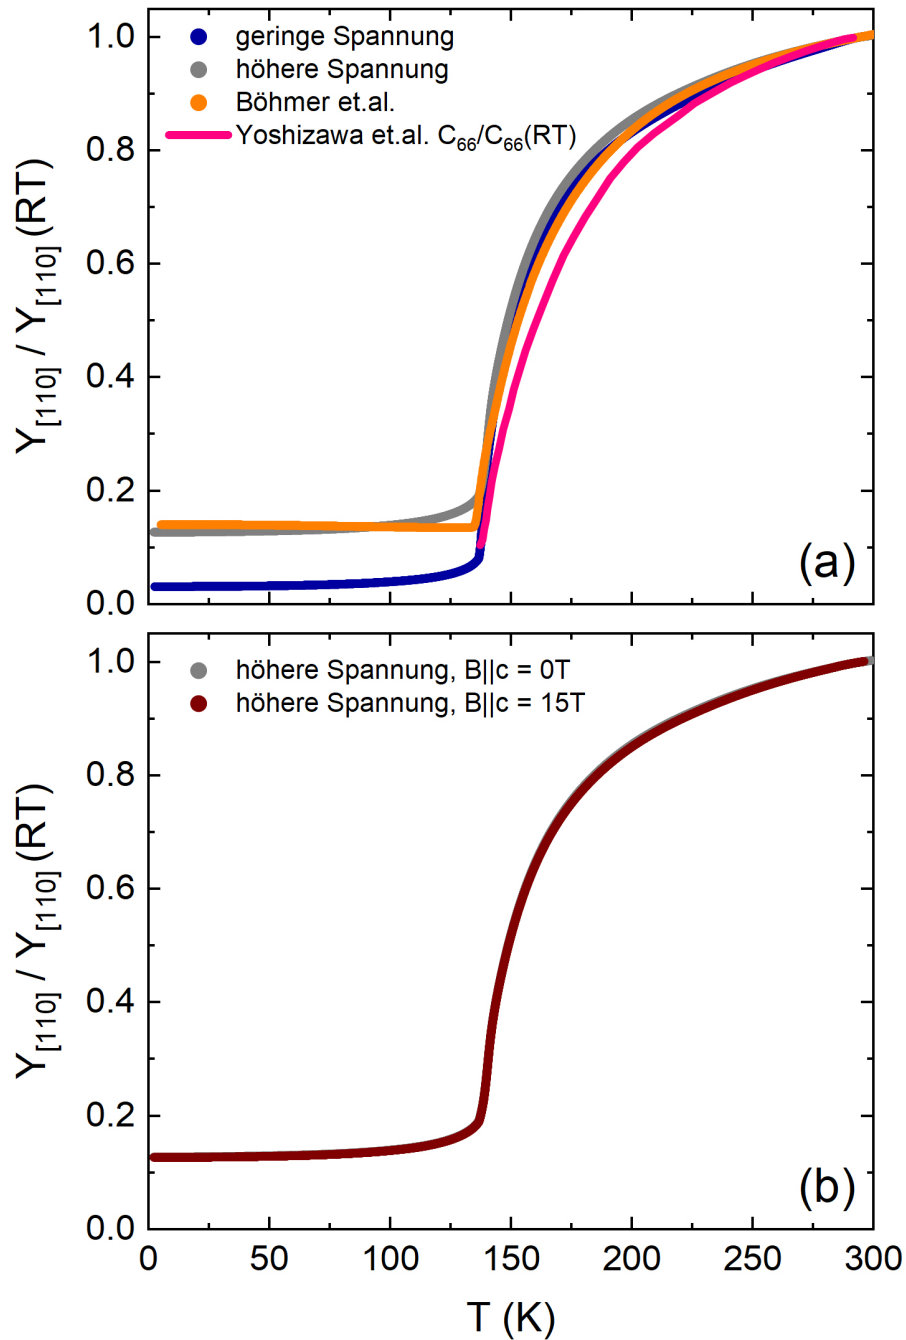 geringe Spannung
höhere Spannung
Böhmer et.al.
Yoshizawa et.al. C₆₆/C₆₆(RT)
Y[110] / Y[110] (RT)
1.0
0.8
0.6
0.4
0.2
0.0
(a)
höhere Spannung, B||c = 0T
höhere Spannung, B||c = 15T
Y[110] / Y[110] (RT)
1.0
0.8
0.6
0.4
0.2
0.0
(b)
0 50 100 150 200 250 300
T (K)